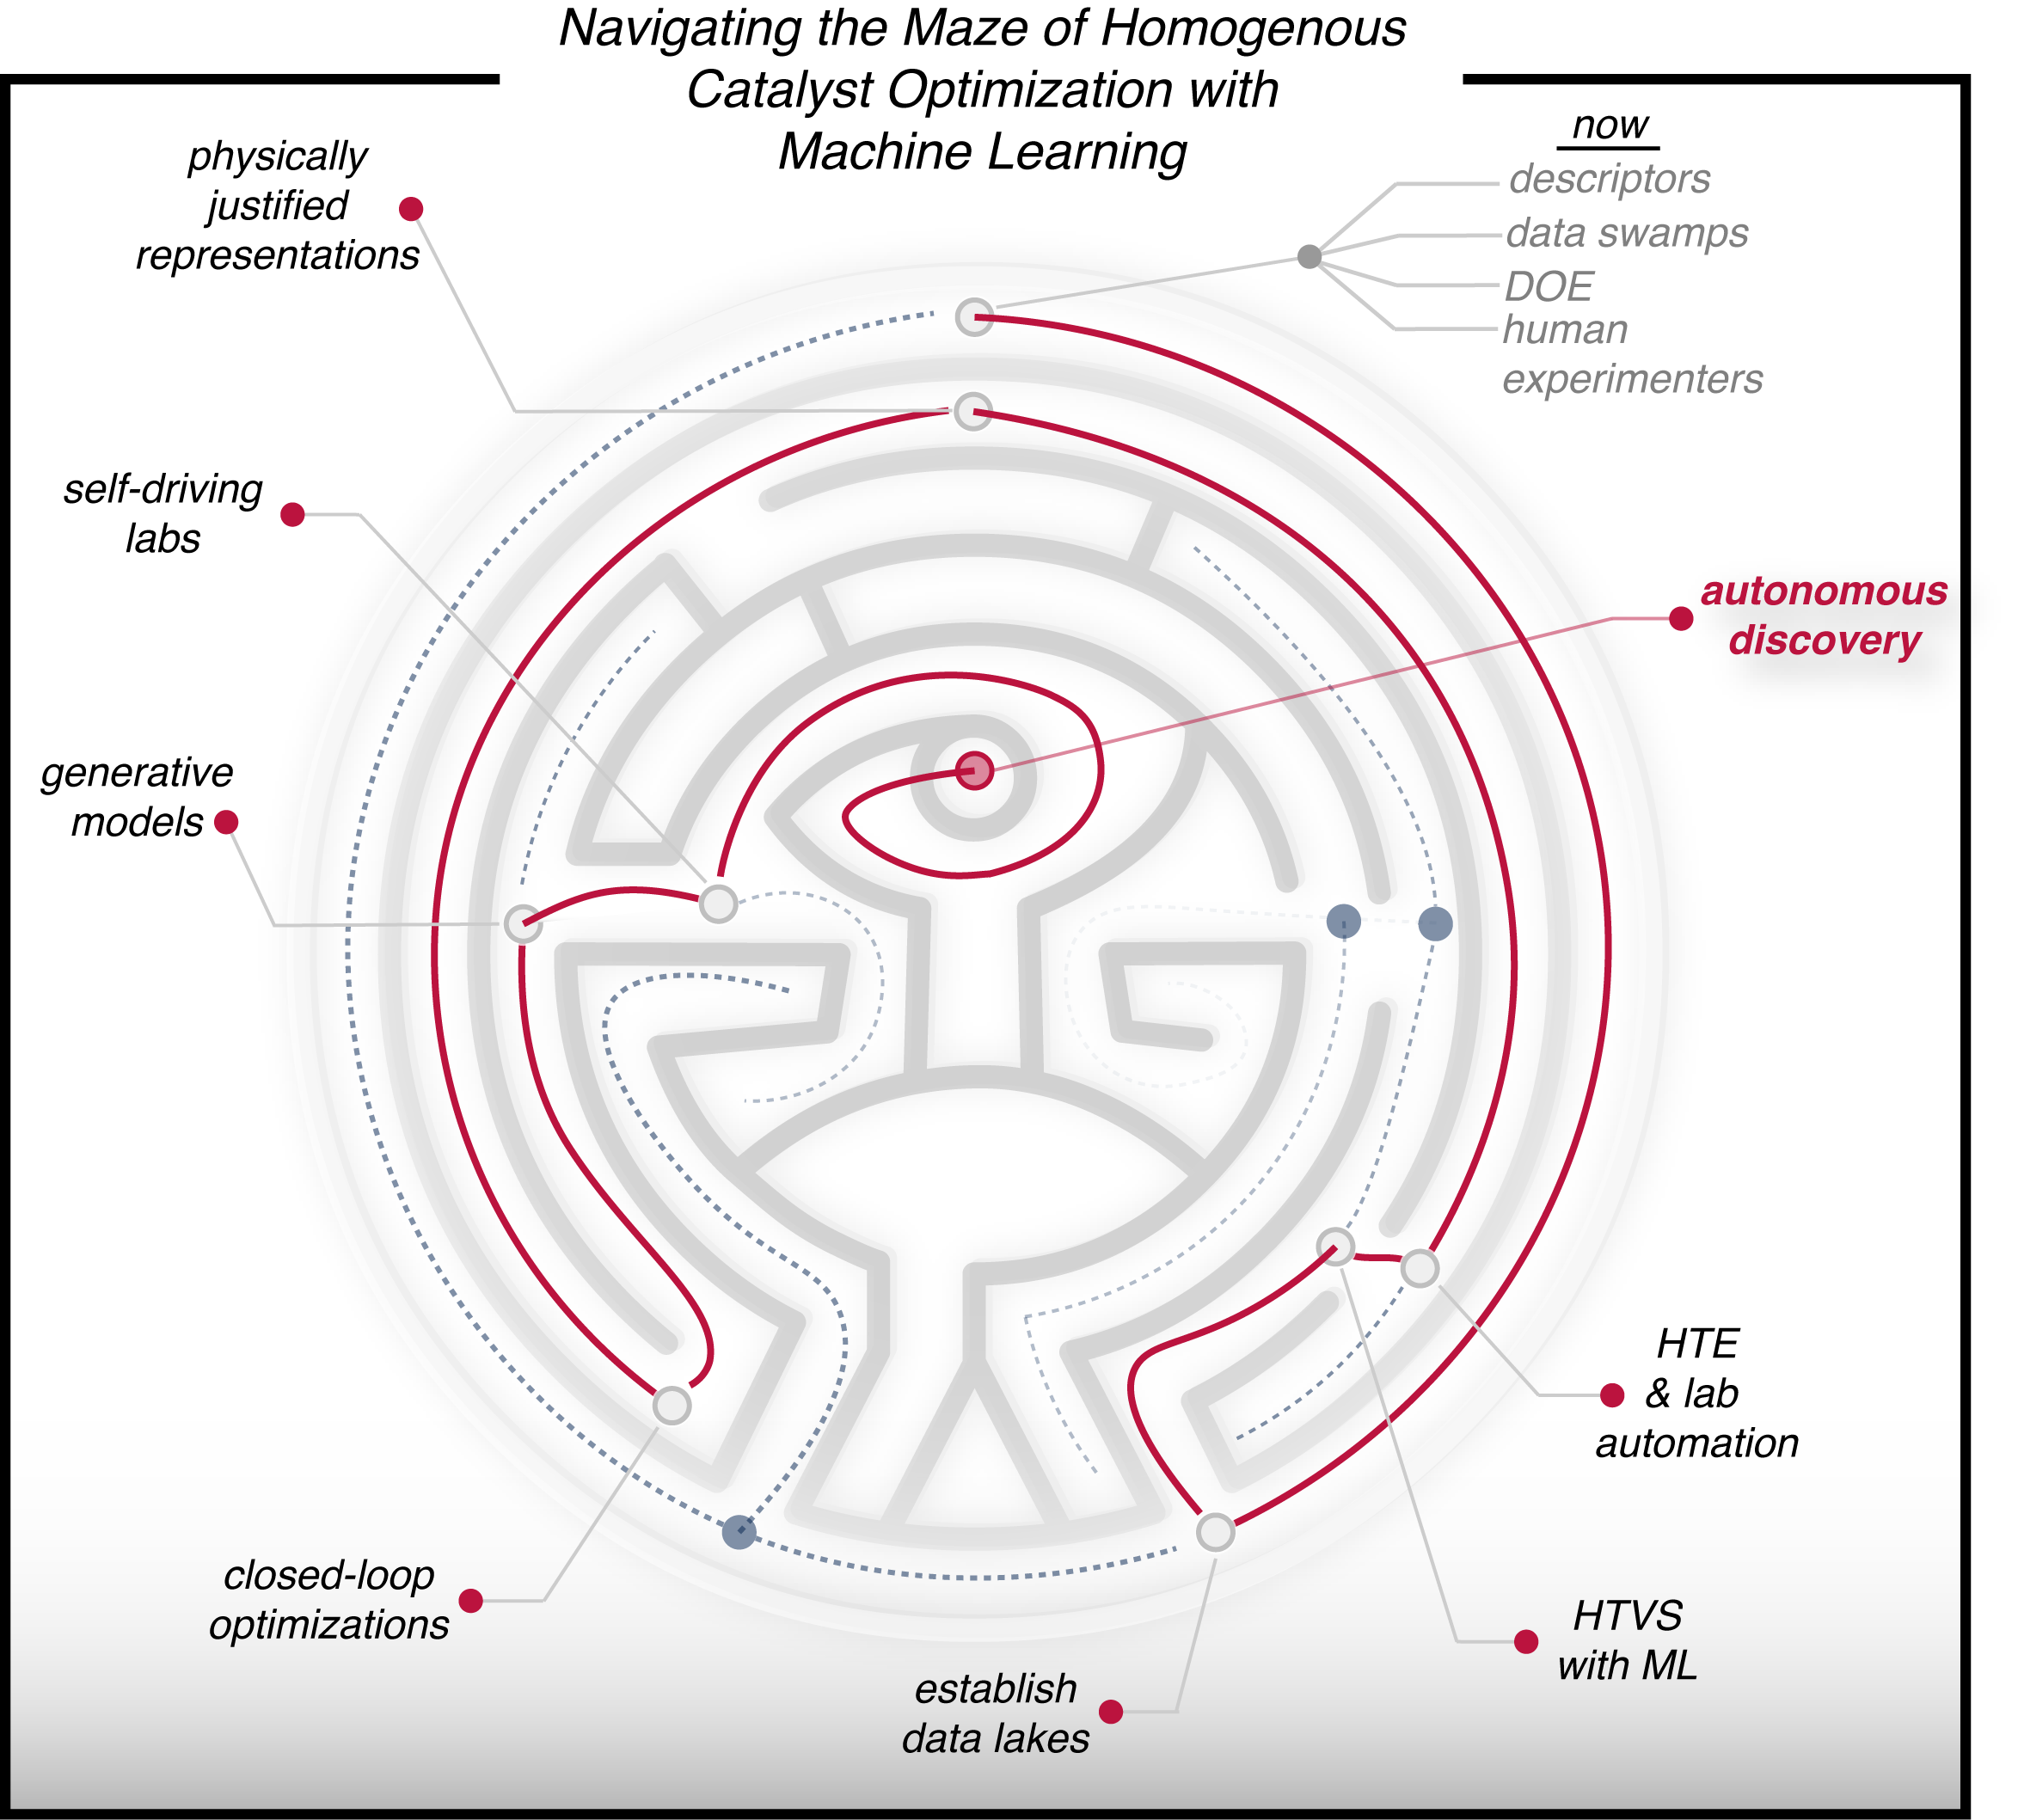 Navigating the Maze of Homogenous
Catalyst Optimization with
Machine Learning
now
descriptors
data swamps
DOE
human
experimenters
physically
justified
representations
self-driving
labs
autonomous
discovery
generative
models
HTE
& lab
automation
closed-loop
optimizations
HTVS
with ML
establish
data lakes